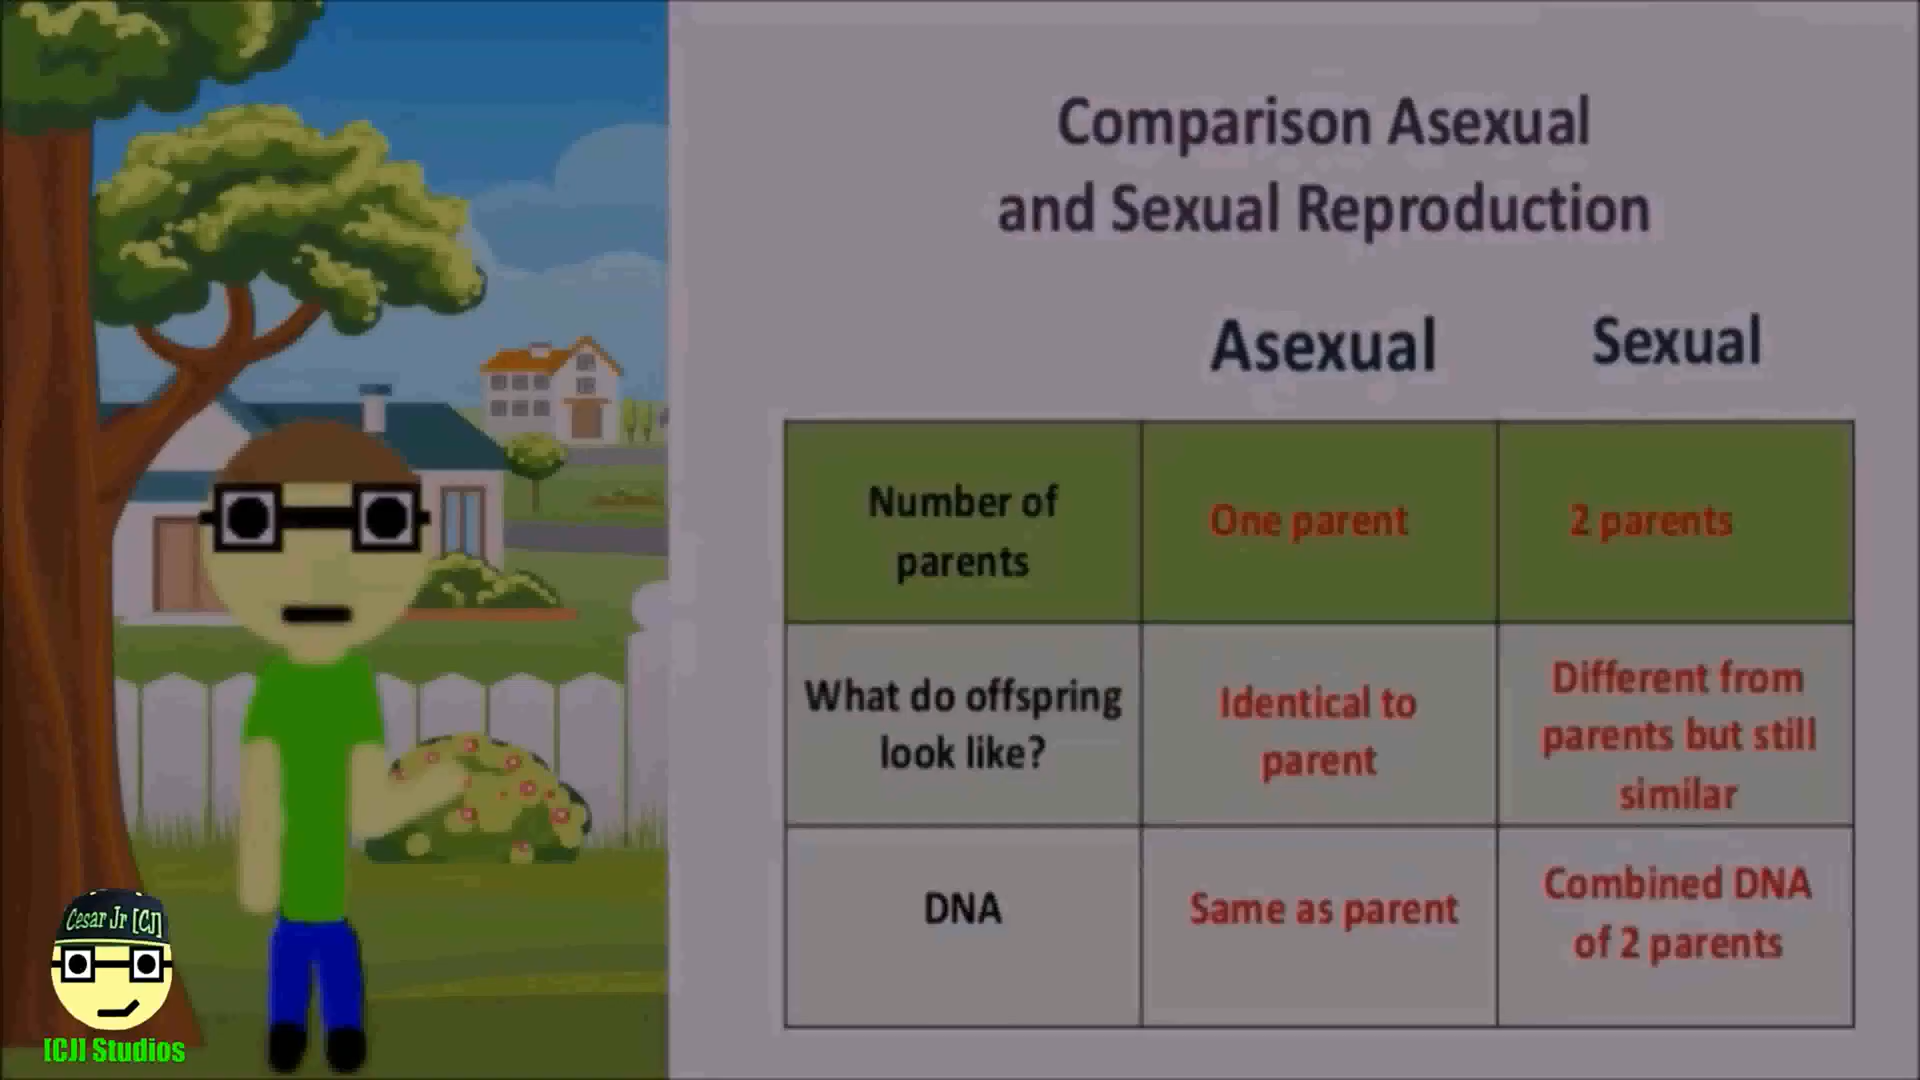 Comparison Asexual
and Sexual Reproduction
Asexual
Sexual
Number of
parents
One parent
2 parents
What do offspring
look like?
Identical to
parent
Different from
parents but still
similar
DNA
Same as parent
Combined DNA
of 2 parents
Cesar Jr [CJ]
[CJ] Studios